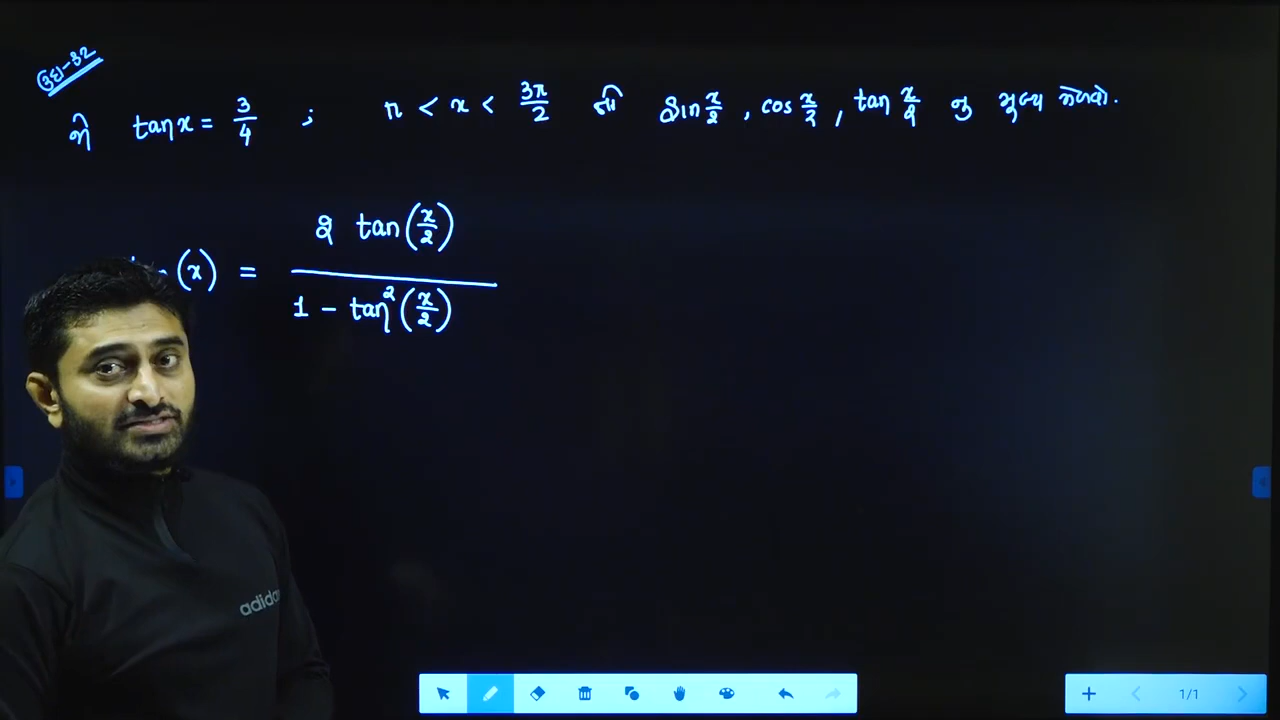 ઉદા-32
જો tan x = 3/4 ; π < x < 3π/2 તો sin x/2 , cos x/2 , tan x/2 નુ મુલ્ય મેળવો.
(x) = 2 tan(x/2) / 1 - tan²(x/2)
adidas
1/1